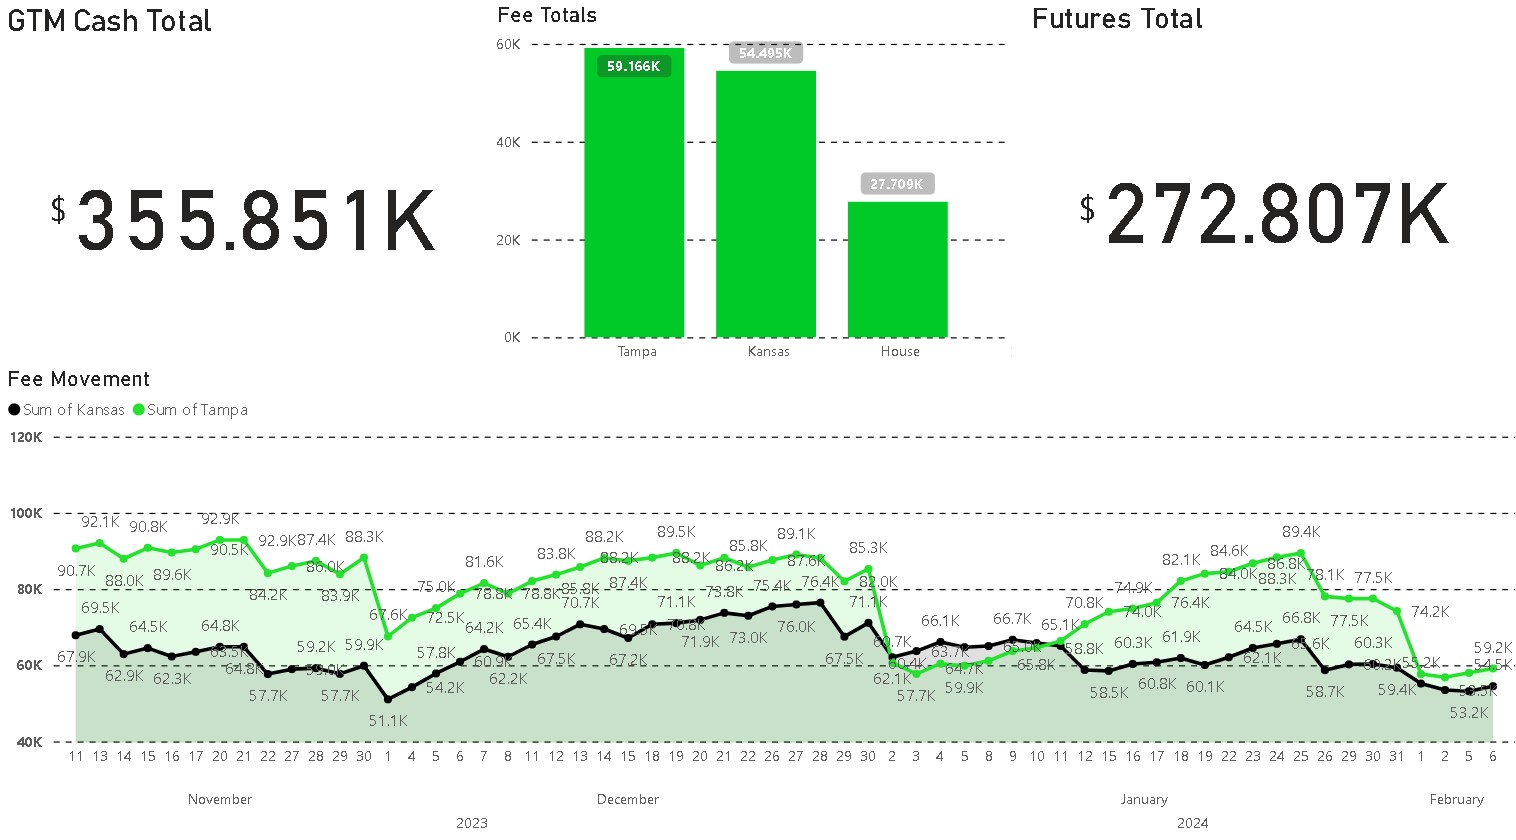 GTM Cash Total
$ 355.851K
Fee Totals
60K
40K
20K
0K
59.166K
54.495K
27.709K
Tampa Kansas House
Futures Total
$ 272.807K
Fee Movement
Sum of Kansas Sum of Tampa
120K
100K
80K
60K
40K
90.7K 92.1K 88.0K 90.8K 89.6K 90.5K 92.9K 92.9K 84.2K 87.4K 86.0K 83.9K 88.3K 67.6K 72.5K 75.0K 81.6K 78.8K 78.8K 83.8K 85.8K 88.2K 88.2K 87.4K 89.5K 88.2K 86.2K 85.8K 89.1K 87.6K 82.0K 85.3K 60.7K 57.7K 59.9K 65.1K 70.8K 74.9K 74.0K 76.4K 82.1K 84.6K 84.0K 86.8K 88.3K 89.4K 78.1K 77.5K 77.5K 74.2K 59.2K
67.9K 69.5K 62.9K 64.5K 62.3K 63.5K 64.8K 64.8K 57.7K 59.2K 57.7K 59.9K 51.1K 54.2K 57.8K 60.9K 64.2K 62.2K 65.4K 67.5K 70.7K 67.2K 71.1K 70.8K 71.9K 73.8K 73.0K 75.4K 76.0K 76.4K 67.5K 71.1K 62.1K 66.1K 63.7K 64.7K 66.7K 65.8K 58.8K 58.5K 60.3K 60.8K 61.9K 60.1K 62.1K 64.5K 66.8K 58.7K 60.3K 59.4K 55.2K 53.2K 54.5K
11 13 14 15 16 17 20 21 22 27 28 29 30 1 4 5 6 7 8 11 12 13 14 15 18 19 20 21 26 27 28 29 30 2 3 4 5 8 9 10 11 12 15 16 17 18 19 22 23 24 25 26 29 30 31 1 2 5 6
November December January February
2023 2024